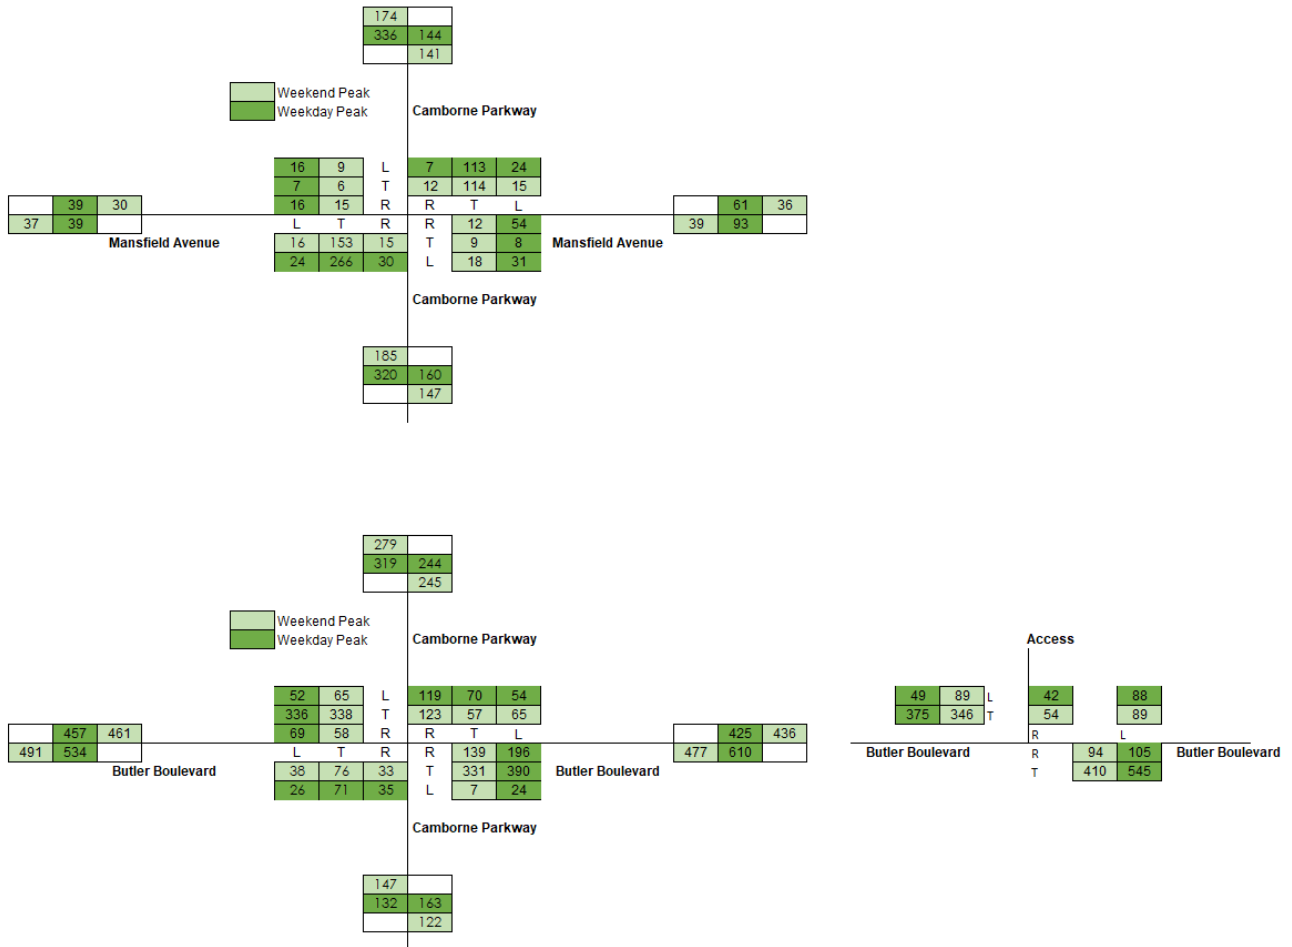 174
336 144
141
Weekend Peak
Weekday Peak
Camborne Parkway
16 9 L 7 113 24
7 6 T 12 114 15
39 30 16 15 R R T L 61 36
37 39 L T R R 12 54 39 93
Mansfield Avenue 16 153 15 T 9 8 Mansfield Avenue
24 266 30 L 18 31
Camborne Parkway
185
320 160
147
279
319 244
245
Weekend Peak
Weekday Peak
Camborne Parkway
Access
52 65 L 119 70 54 49 89 L 42 88
336 338 T 123 57 65 375 346 T 54 89
457 461 69 58 R R T L 425 436 R L
491 534 L T R R 139 196 477 610 Butler Boulevard R 94 105 Butler Boulevard
Butler Boulevard 38 76 33 T 331 390 Butler Boulevard T 410 545
26 71 35 L 7 24
Camborne Parkway
147
132 163
122